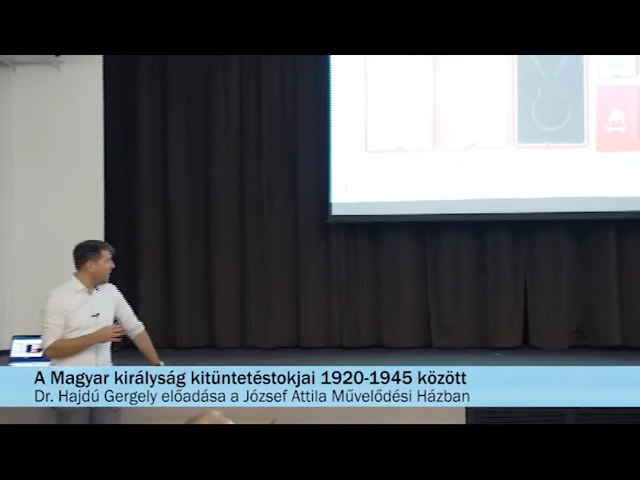 A Magyar királyság kitüntetéstokjai 1920-1945 között
Dr. Hajdú Gergely előadása a József Attila Művelődési Házban